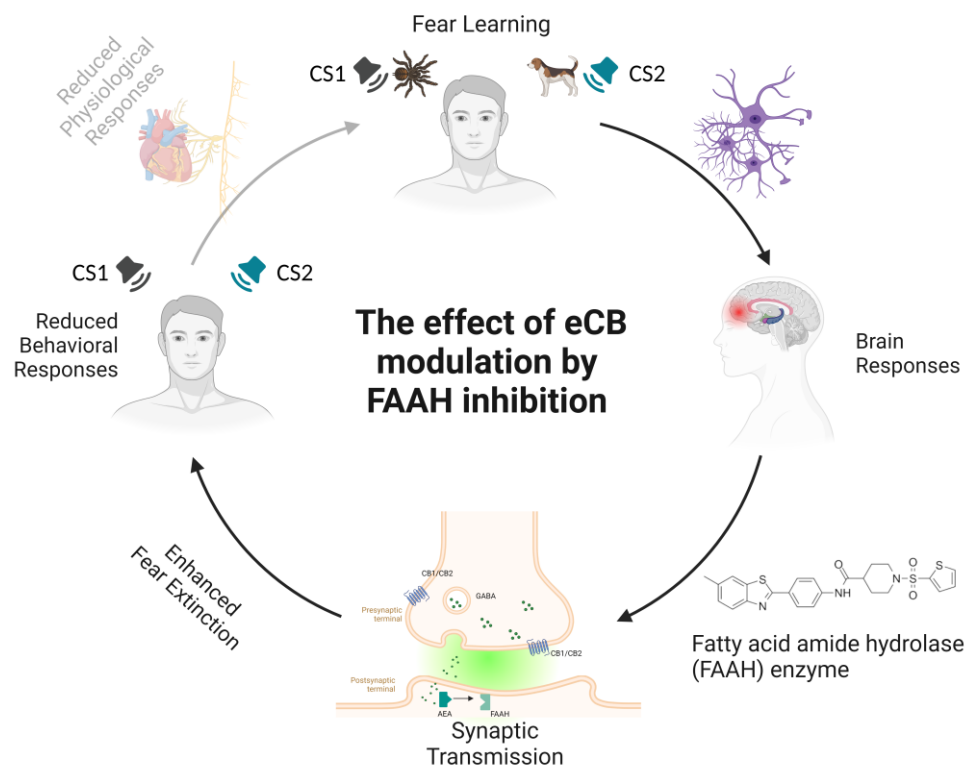 Fear Learning
CS1
CS2
Reduced
Physiological
Responses
CS1
CS2
Reduced
Behavioral
Responses
The effect of eCB
modulation by
FAAH inhibition
Brain
Responses
Enhanced
Fear Extinction
CB1/CB2
GABA
Presynaptic
terminal
CB1/CB2
Postsynaptic
terminal
AEA
FAAH
Synaptic
Transmission
S
N
O
NH
N
O
S
O
S
Fatty acid amide hydrolase
(FAAH) enzyme